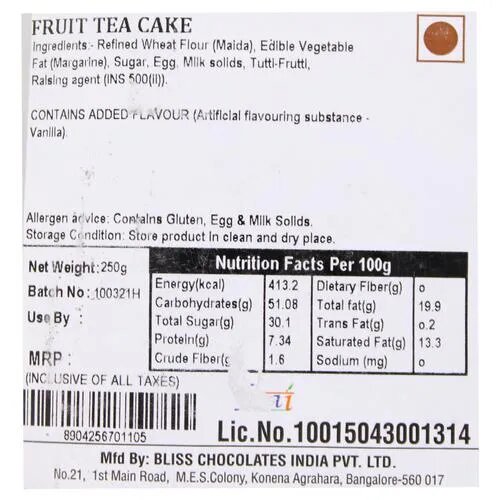 FRUIT TEA CAKE
Ingredients:- Refined Wheat Flour (Maida), Edible Vegetable
Fat (Margarine), Sugar, Egg, Milk solids, Tutti-Frutti,
Raising agent (INS 500(ii)).
CONTAINS ADDED FLAVOUR (Artificial flavouring substance -
Vanilla).
Allergen advice: Contains Gluten, Egg & Milk Solids.
Storage Condition: Store product in clean and dry place.
Net Weight:250g
Batch No: 100321H
Use By :
MRP :
(INCLUSIVE OF ALL TAXES)
8904256701105
Nutrition Facts Per 100g
Energy(kcal) 413.2 Dietary Fiber(g) 0
Carbohydrates(g) 51.08 Total fat(g) 19.9
Total Sugar(g) 30.1 Trans Fat(g) 0.2
Protein(g) 7.34 Saturated Fat(g) 13.3
Crude Fiber( 1.6 Sodium (mg) 0
Lic.No.10015043001314
Mfd By: BLISS CHOCOLATES INDIA PVT. LTD.
No.21, 1st Main Road, M.E.S.Colony, Konena Agrahara, Bangalore-560 017